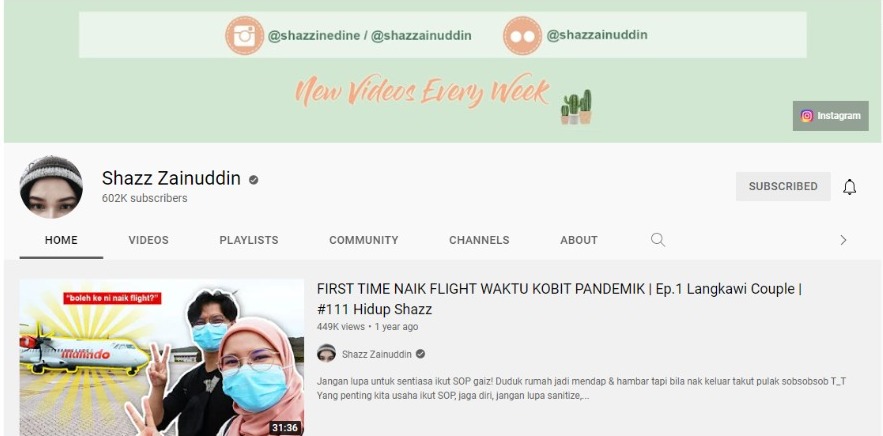 @shazzinedine / @shazzainuddin
@shazzainuddin
New Videos Every Week
Instagram
Shazz Zainuddin
602K subscribers
SUBSCRIBED
HOME
VIDEOS
PLAYLISTS
COMMUNITY
CHANNELS
ABOUT
"boleh ke ni naik flight?"
malindo
31:36
FIRST TIME NAIK FLIGHT WAKTU KOBIT PANDEMIK | Ep.1 Langkawi Couple |
#111 Hidup Shazz
449K views • 1 year ago
Shazz Zainuddin
Jangan lupa untuk sentiasa ikut SOP gaiz! Duduk rumah jadi mendap & hambar tapi bila nak keluar takut pulak sobsobsob T_T
Yang penting kita usaha ikut SOP, jaga diri, jangan lupa sanitize,...